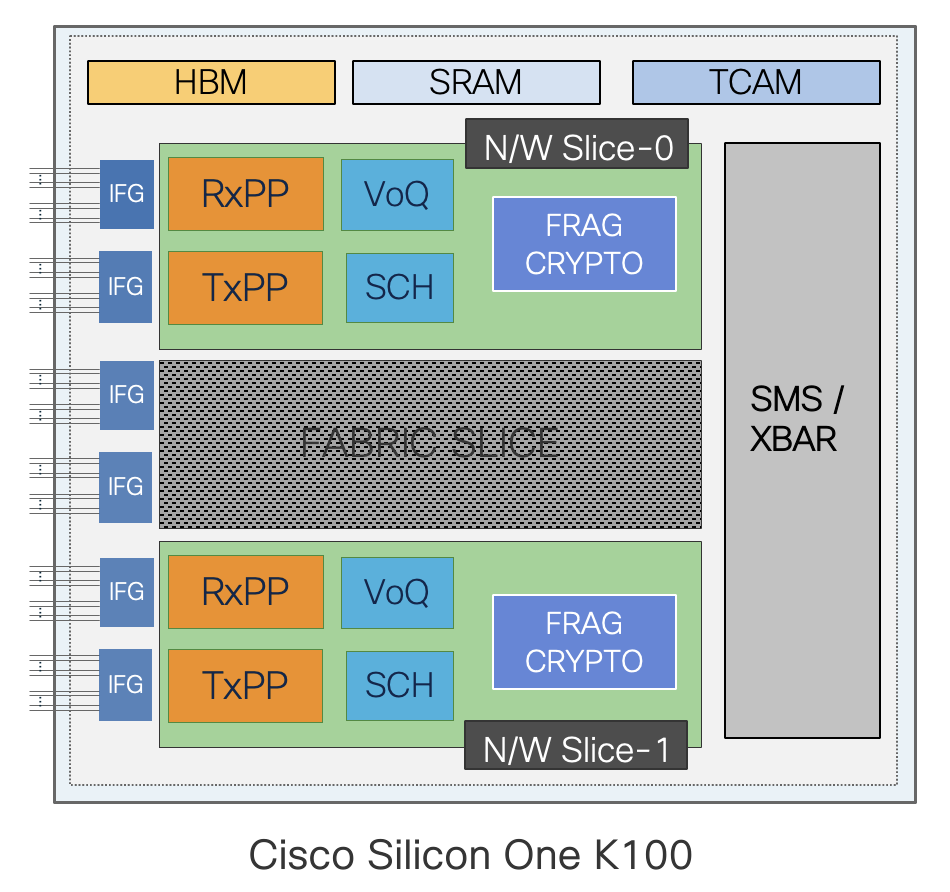 HBM
SRAM
TCAM
N/W Slice-0
IFG
RxPP
VoQ
FRAG
CRYPTO
IFG
TxPP
SCH
IFG
FABRIC SLICE
SMS /
XBAR
IFG
IFG
RxPP
VoQ
FRAG
CRYPTO
IFG
TxPP
SCH
N/W Slice-1
Cisco Silicon One K100